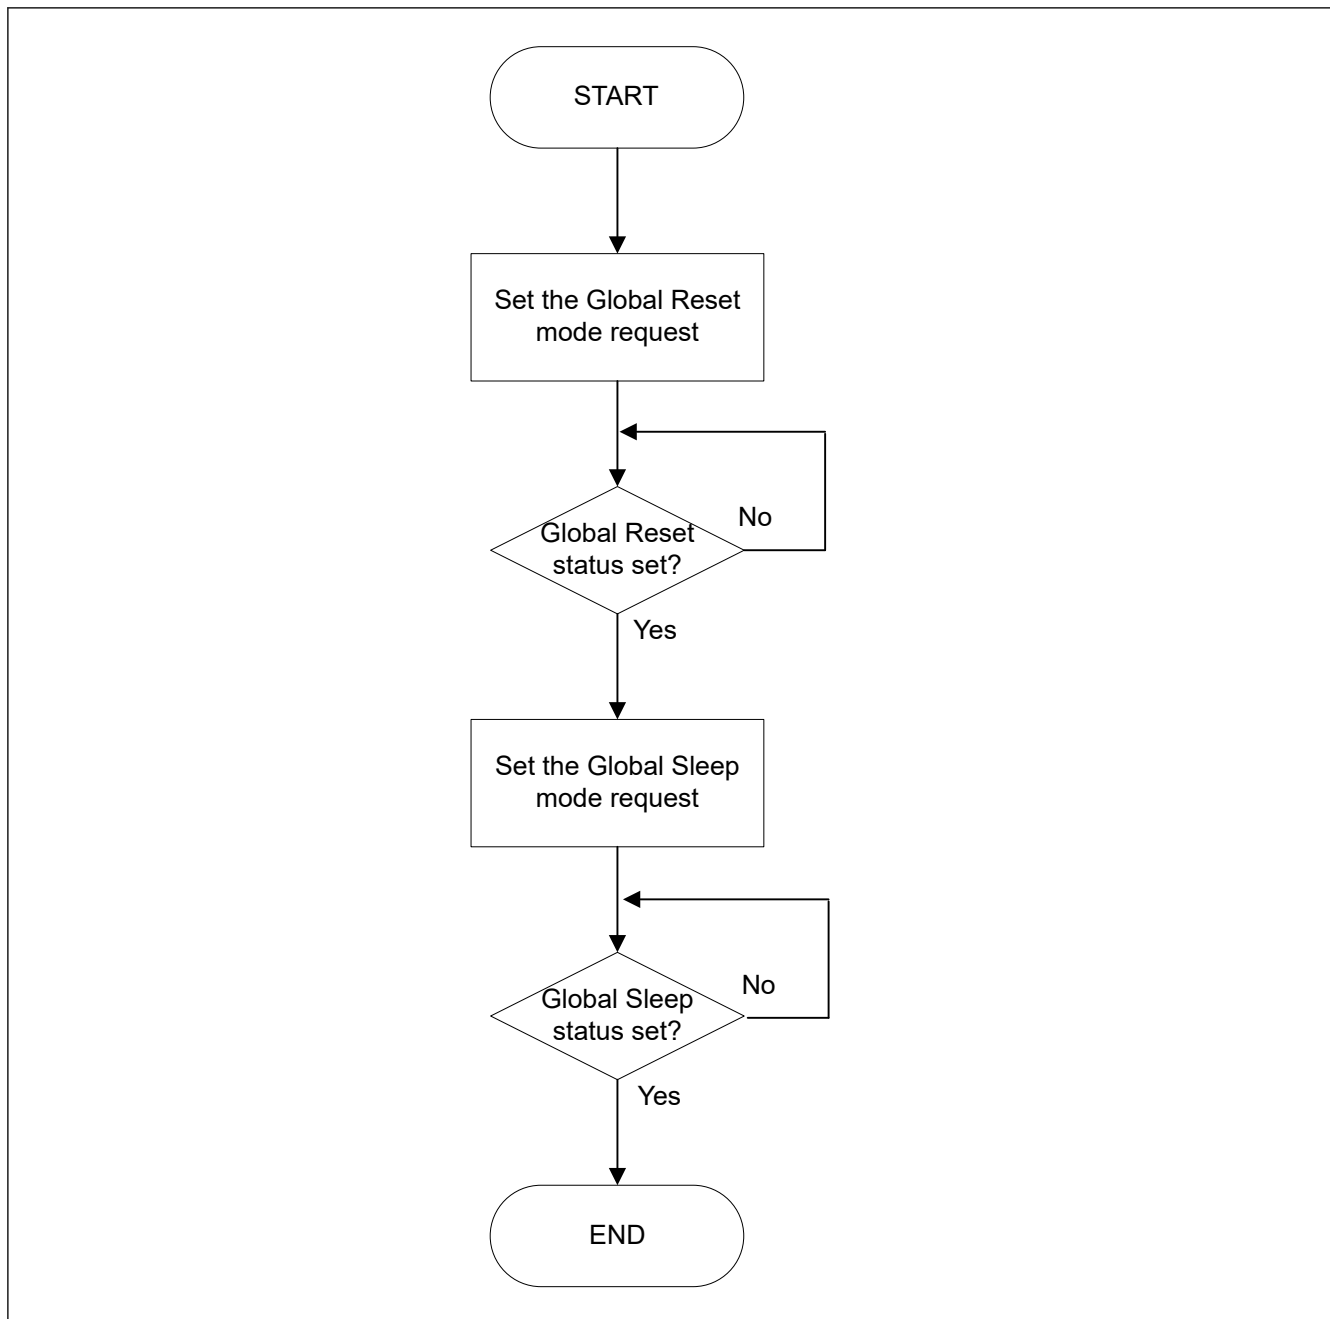 START
Set the Global Reset
mode request
No
Global Reset
status set?
Yes
Set the Global Sleep
mode request
No
Global Sleep
status set?
Yes
END